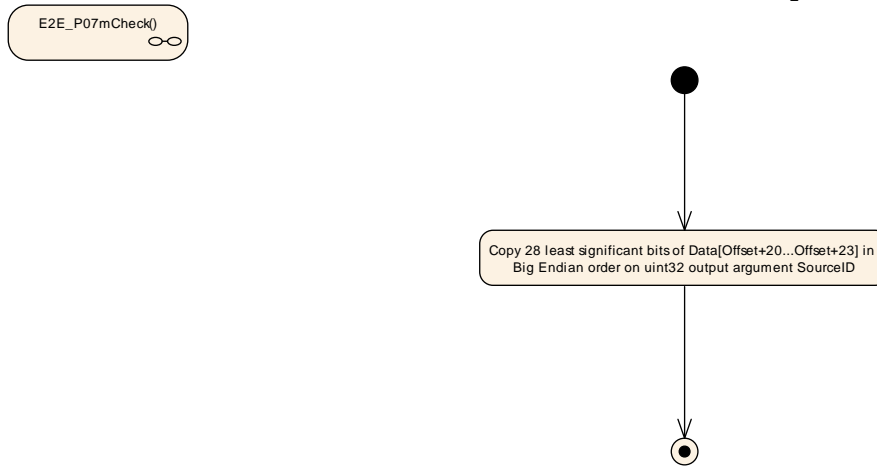 E2E_P07mCheck()
Copy 28 least significant bits of Data[Offset+20...Offset+23] in
Big Endian order on uint32 output argument SourceID